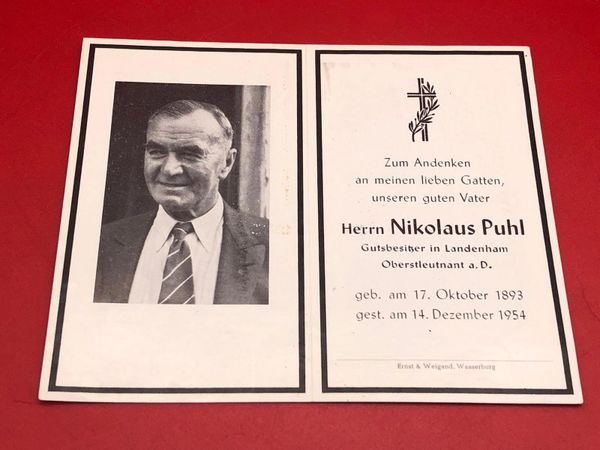 Zum Andenken
an meinen lieben Gatten,
unseren guten Vater
Herrn Nikolaus Puhl
Gutsbesitzer in Landenham
Oberstleutnant a. D.
geb. am 17. Oktober 1893
gest. am 14. Dezember 1954
Ernst & Weigand, Wasserburg